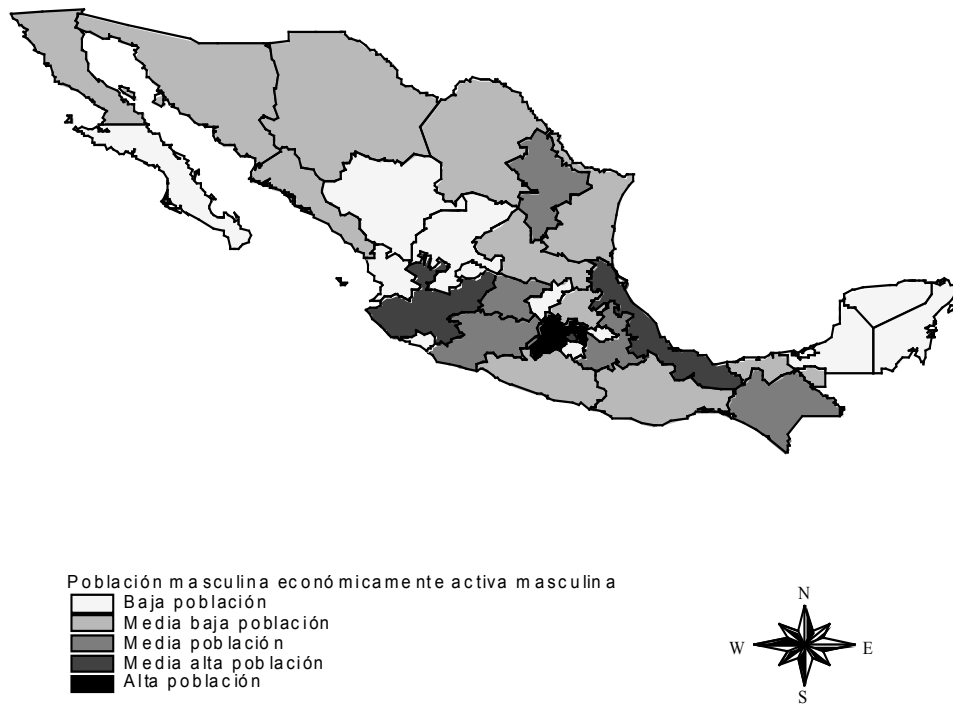 Población masculina económicamente activa masculina
Baja población
Media baja población
Media población
Media alta población
Alta población
N
W E
S